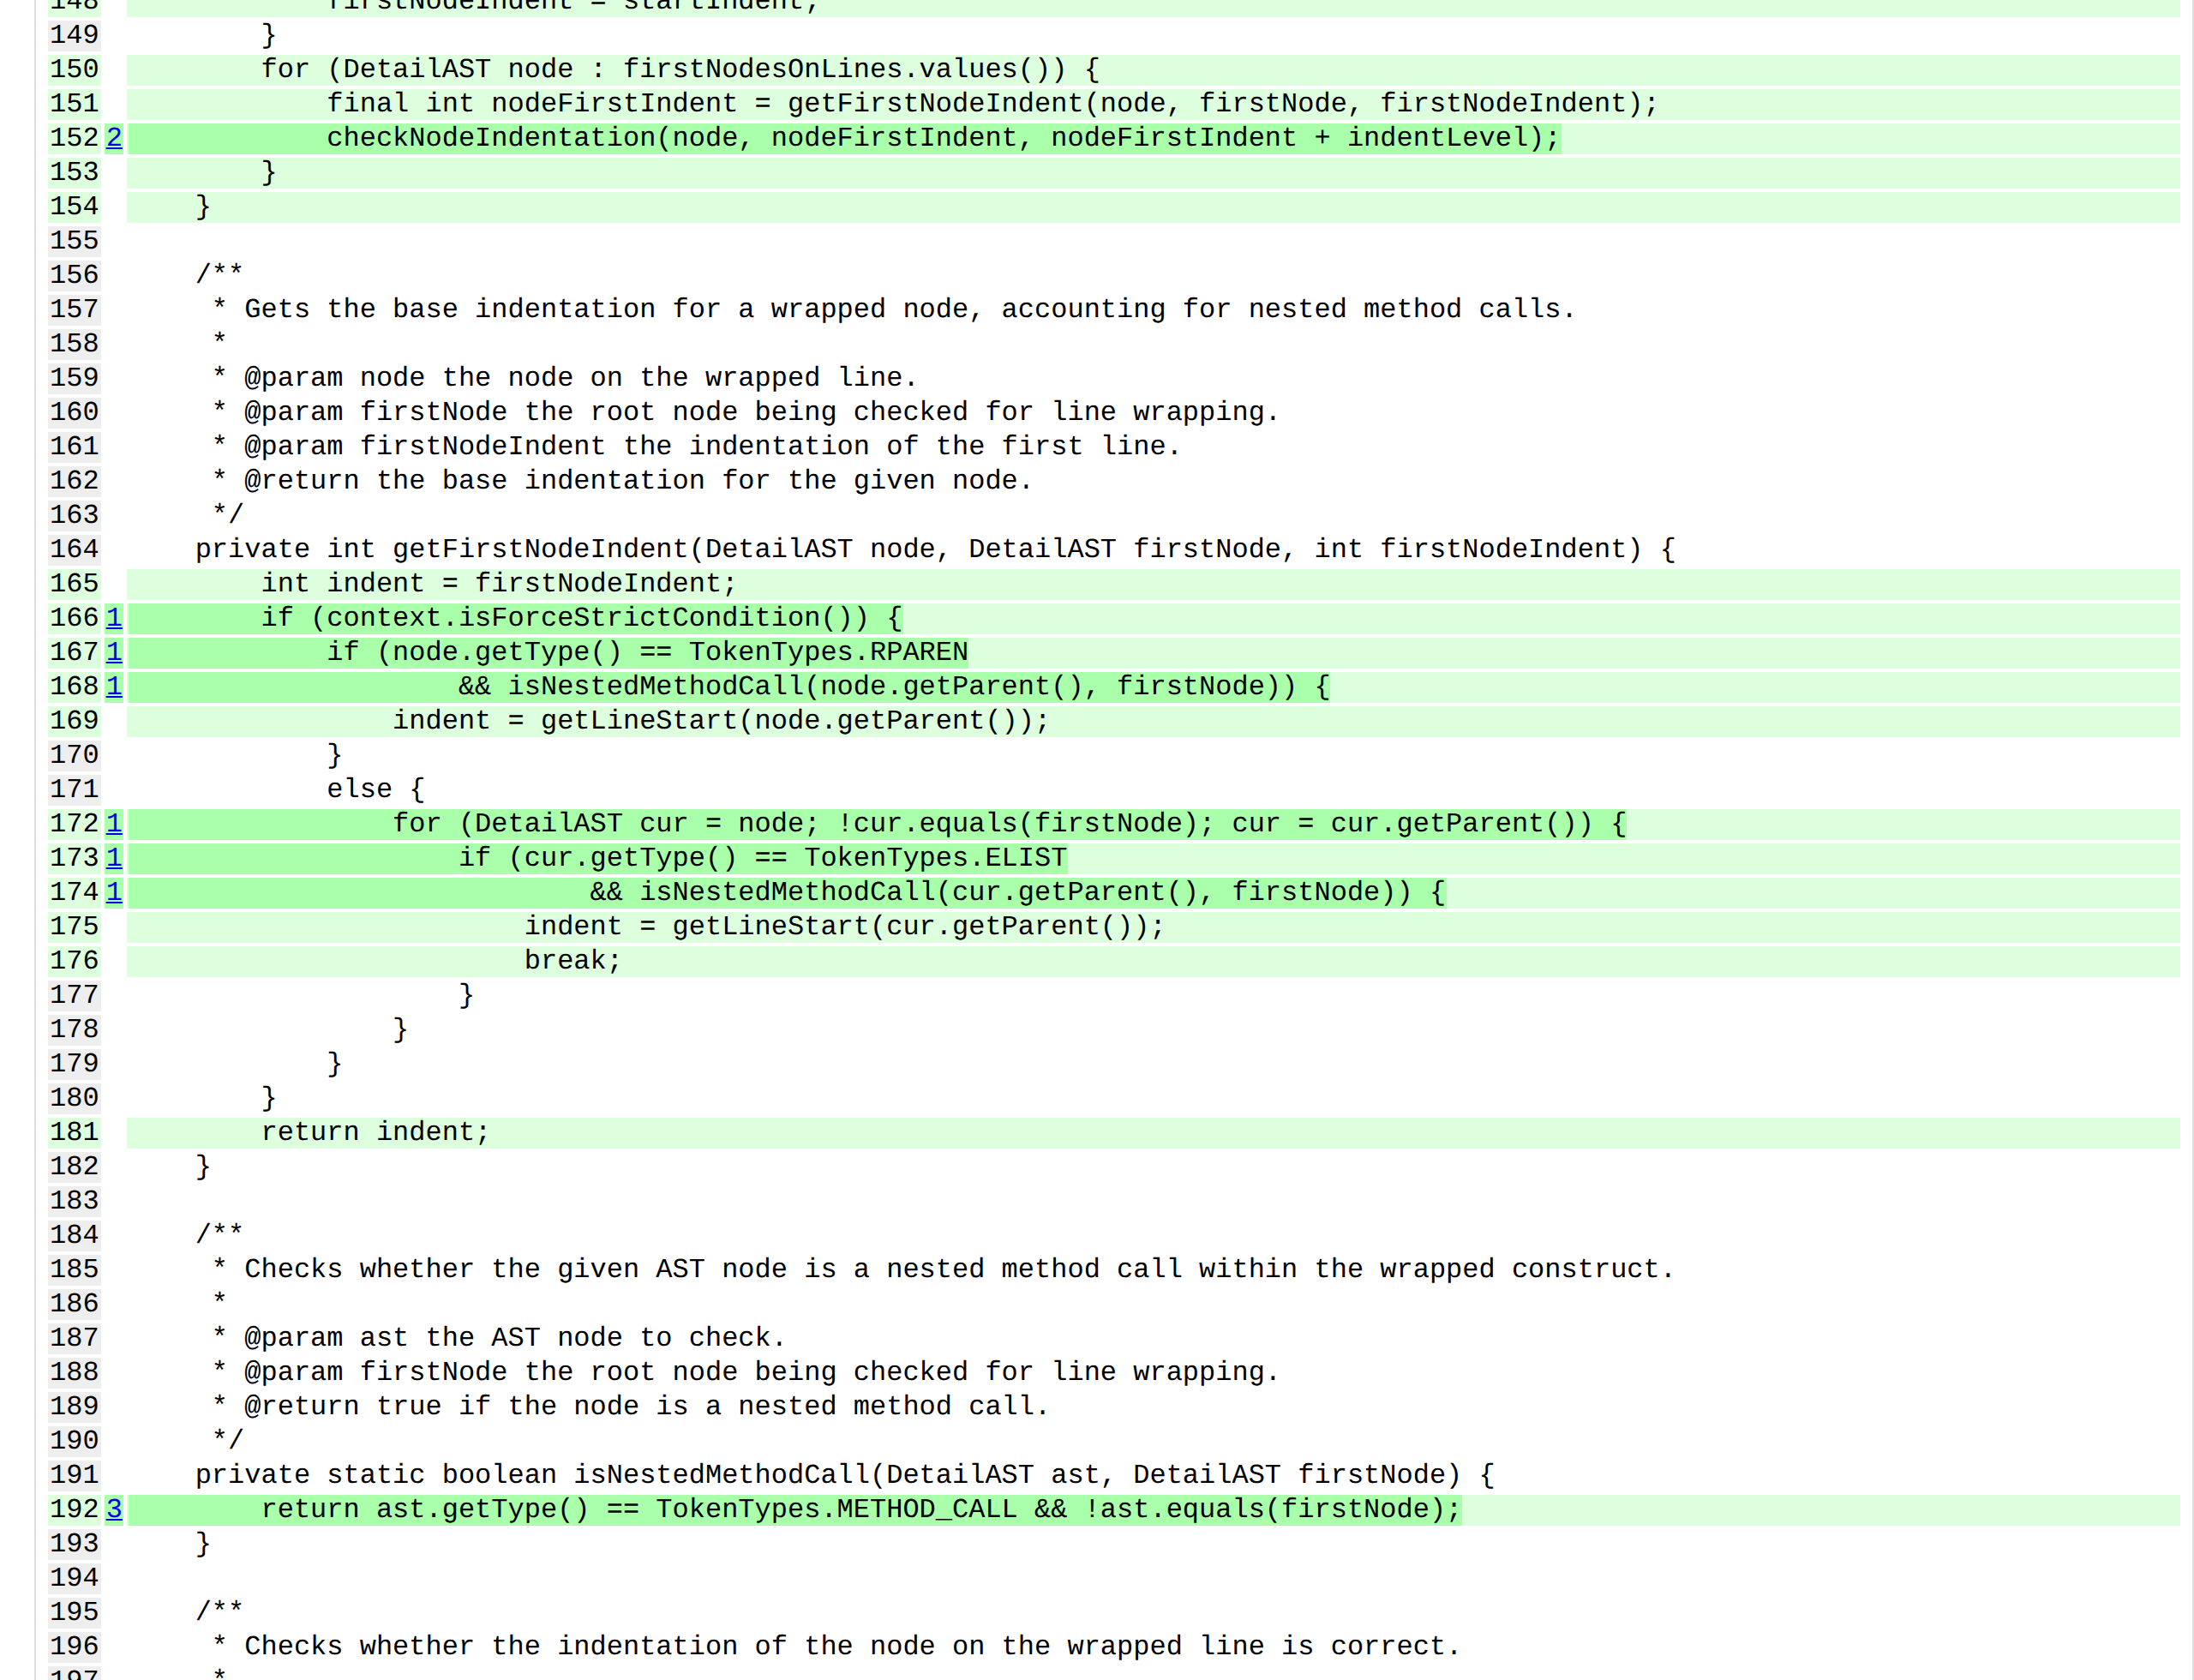 148             firstNodeIndent = startIndent;
149         }
150         for (DetailAST node : firstNodesOnLines.values()) {
151             final int nodeFirstIndent = getFirstNodeIndent(node, firstNode, firstNodeIndent);
152 2             checkNodeIndentation(node, nodeFirstIndent, nodeFirstIndent + indentLevel);
153         }
154     }
155
156     /**
157      * Gets the base indentation for a wrapped node, accounting for nested method calls.
158      *
159      * @param node the node on the wrapped line.
160      * @param firstNode the root node being checked for line wrapping.
161      * @param firstNodeIndent the indentation of the first line.
162      * @return the base indentation for the given node.
163      */
164     private int getFirstNodeIndent(DetailAST node, DetailAST firstNode, int firstNodeIndent) {
165         int indent = firstNodeIndent;
166 1         if (context.isForceStrictCondition()) {
167 1             if (node.getType() == TokenTypes.RPAREN
168 1                     && isNestedMethodCall(node.getParent(), firstNode)) {
169                 indent = getLineStart(node.getParent());
170             }
171             else {
172 1                 for (DetailAST cur = node; !cur.equals(firstNode); cur = cur.getParent()) {
173 1                     if (cur.getType() == TokenTypes.ELIST
174 1                             && isNestedMethodCall(cur.getParent(), firstNode)) {
175                         indent = getLineStart(cur.getParent());
176                         break;
177                     }
178                 }
179             }
180         }
181         return indent;
182     }
183
184     /**
185      * Checks whether the given AST node is a nested method call within the wrapped construct.
186      *
187      * @param ast the AST node to check.
188      * @param firstNode the root node being checked for line wrapping.
189      * @return true if the node is a nested method call.
190      */
191     private static boolean isNestedMethodCall(DetailAST ast, DetailAST firstNode) {
192 3         return ast.getType() == TokenTypes.METHOD_CALL && !ast.equals(firstNode);
193     }
194
195     /**
196      * Checks whether the indentation of the node on the wrapped line is correct.
197      *